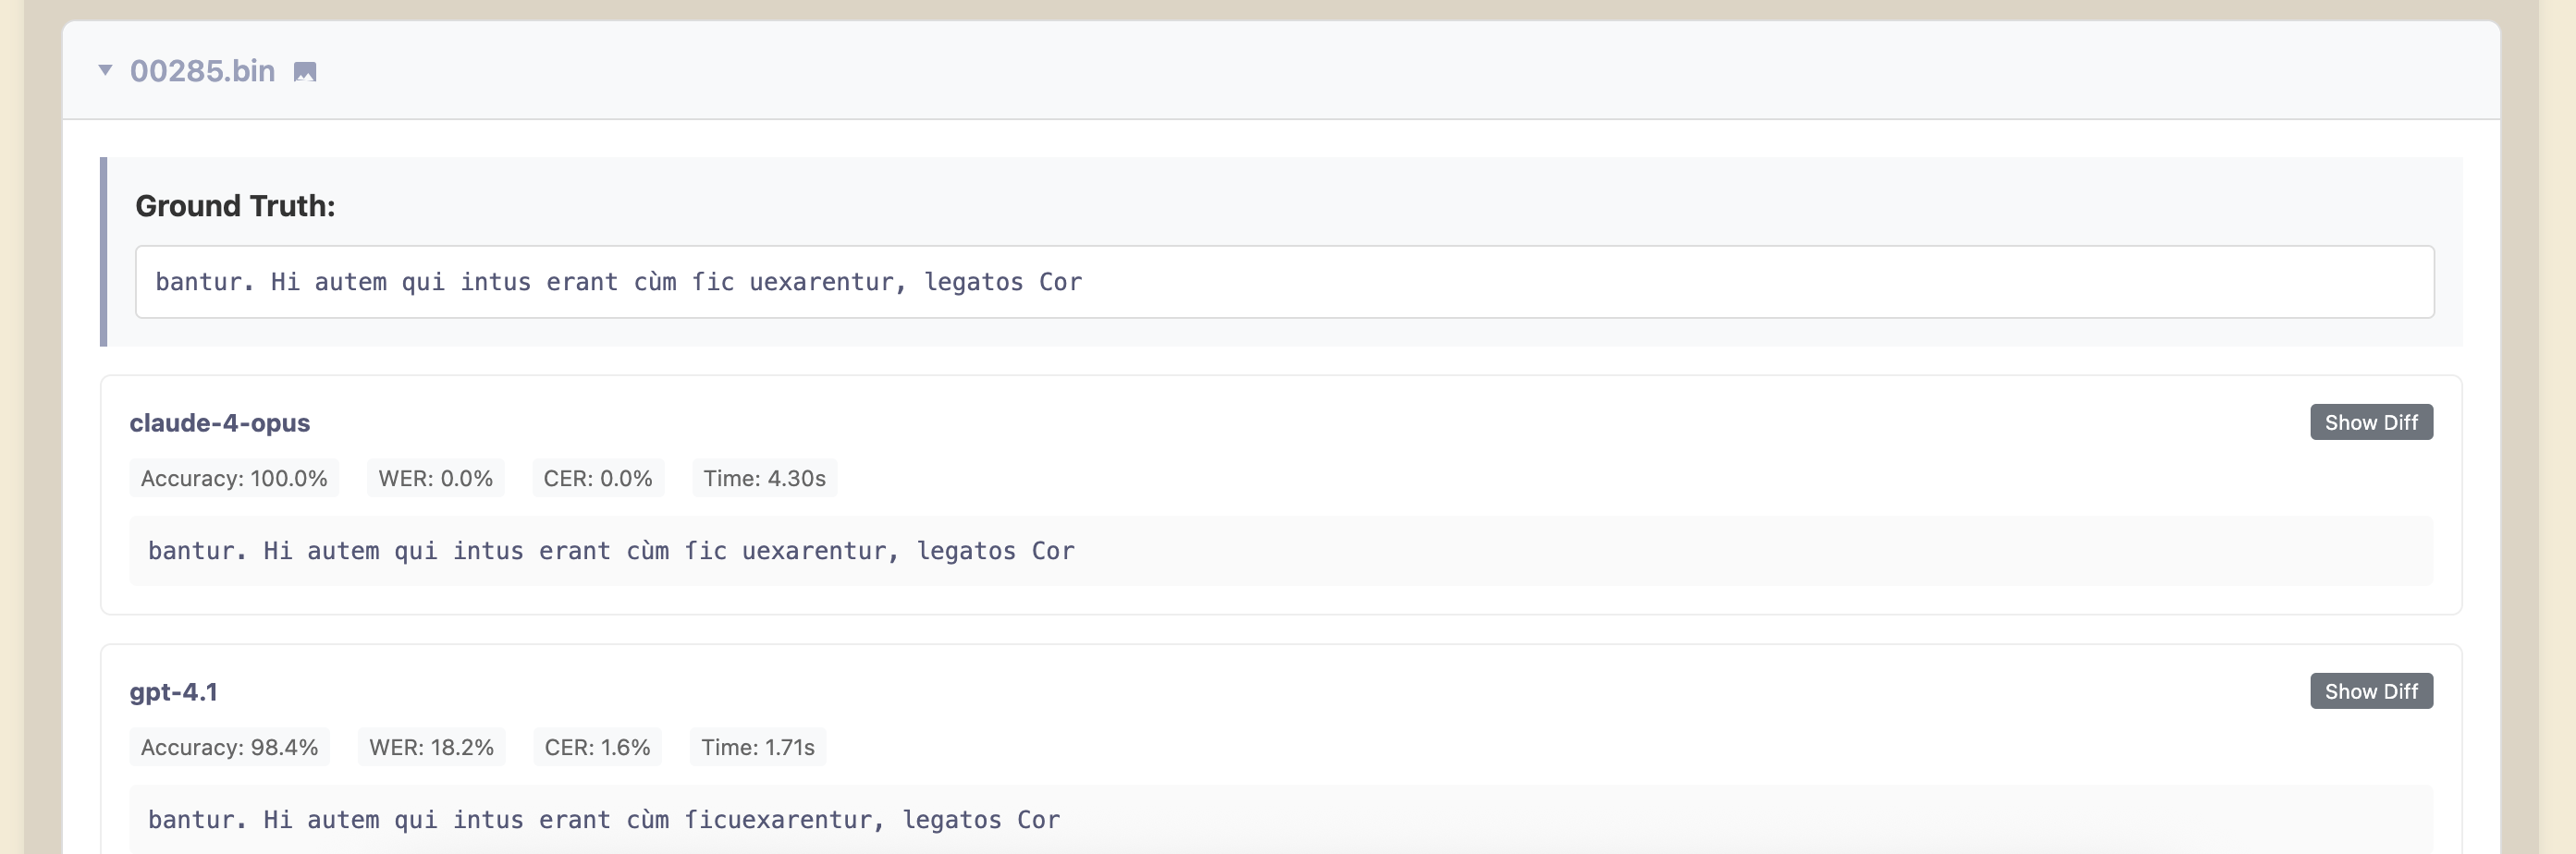 00285.bin
Ground Truth:
bantur. Hi autem qui intus erant cùm ſic uexarentur, legatos Cor
claude-4-opus
Show Diff
Accuracy: 100.0% WER: 0.0% CER: 0.0% Time: 4.30s
bantur. Hi autem qui intus erant cùm ſic uexarentur, legatos Cor
gpt-4.1
Show Diff
Accuracy: 98.4% WER: 18.2% CER: 1.6% Time: 1.71s
bantur. Hi autem qui intus erant cùm ſicuexarentur, legatos Cor